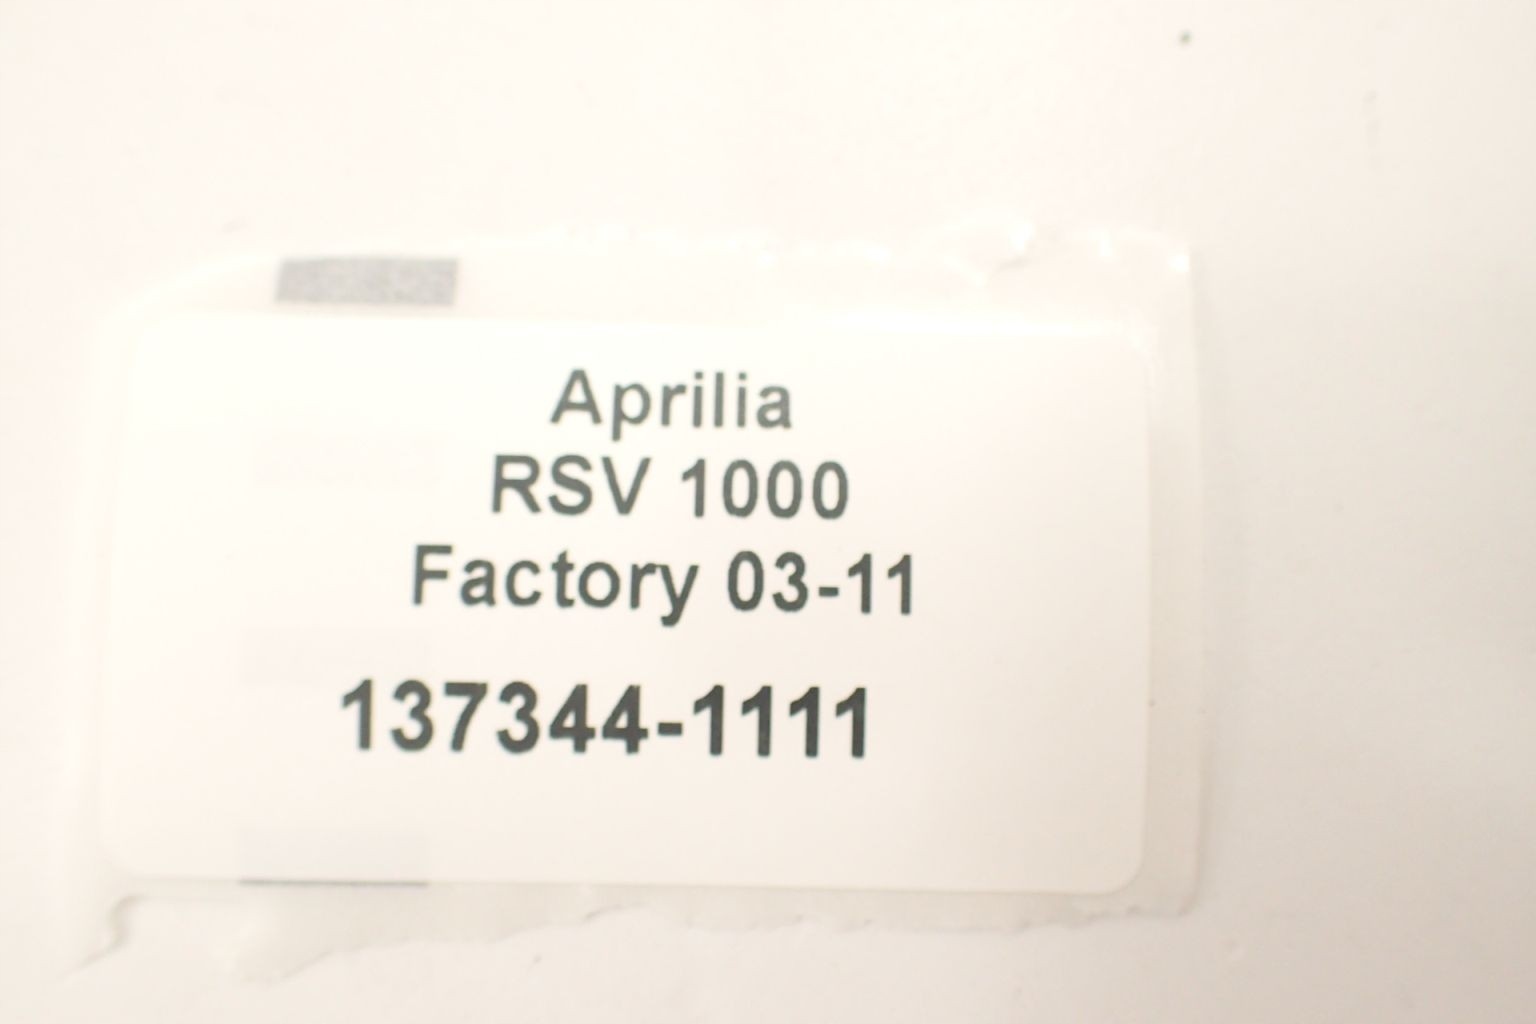 Aprilia
RSV 1000
Factory 03-11
137344-1111